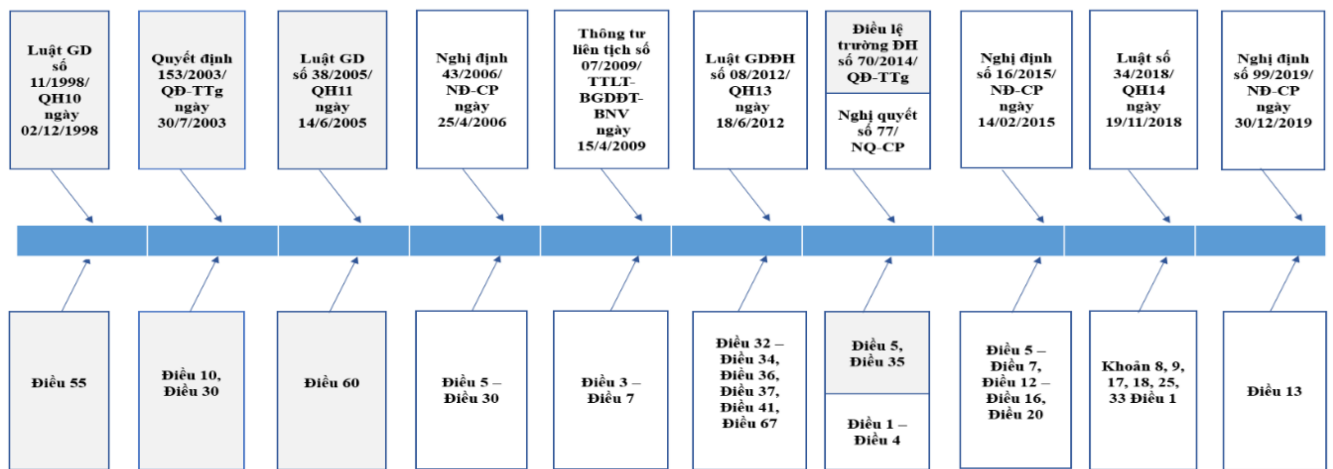 Luật GD
số
11/1998/
QH10
ngày
02/12/1998
Quyết định
153/2003/
QĐ-TTg
ngày
30/7/2003
Luật GD
số 38/2005/
QH11
ngày
14/6/2005
Nghị định
43/2006/
NĐ-CP
ngày
25/4/2006
Thông tư
liên tịch số
07/2009/
TTLT-
BGDĐT-
BNV
ngày
15/4/2009
Luật GDĐH
số 08/2012/
QH13
ngày
18/6/2012
Điều lệ
trường ĐH
số 70/2014/
QĐ-TTg
Nghị quyết
số 77/
NQ-CP
Nghị định
số 16/2015/
NĐ-CP
ngày
14/02/2015
Luật số
34/2018/
QH14
ngày
19/11/2018
Nghị định
số 99/2019/
NĐ-CP
ngày
30/12/2019
Điều 55
Điều 10,
Điều 30
Điều 60
Điều 5 –
Điều 30
Điều 3 –
Điều 7
Điều 32 –
Điều 34,
Điều 36,
Điều 37,
Điều 41,
Điều 67
Điều 5,
Điều 35
Điều 1 –
Điều 4
Điều 5 –
Điều 7,
Điều 12 –
Điều 16,
Điều 20
Khoản 8, 9,
17, 18, 25,
33 Điều 1
Điều 13